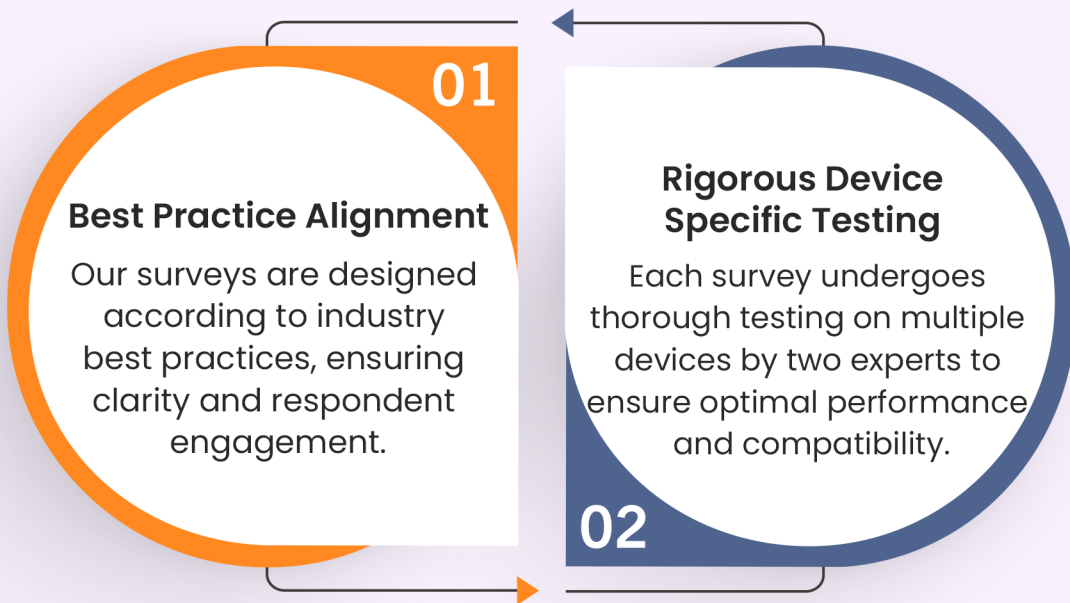 01
Best Practice Alignment
Our surveys are designed
according to industry
best practices, ensuring
clarity and respondent
engagement.
Rigorous Device
Specific Testing
Each survey undergoes
thorough testing on multiple
devices by two experts to
ensure optimal performance
and compatibility.
02